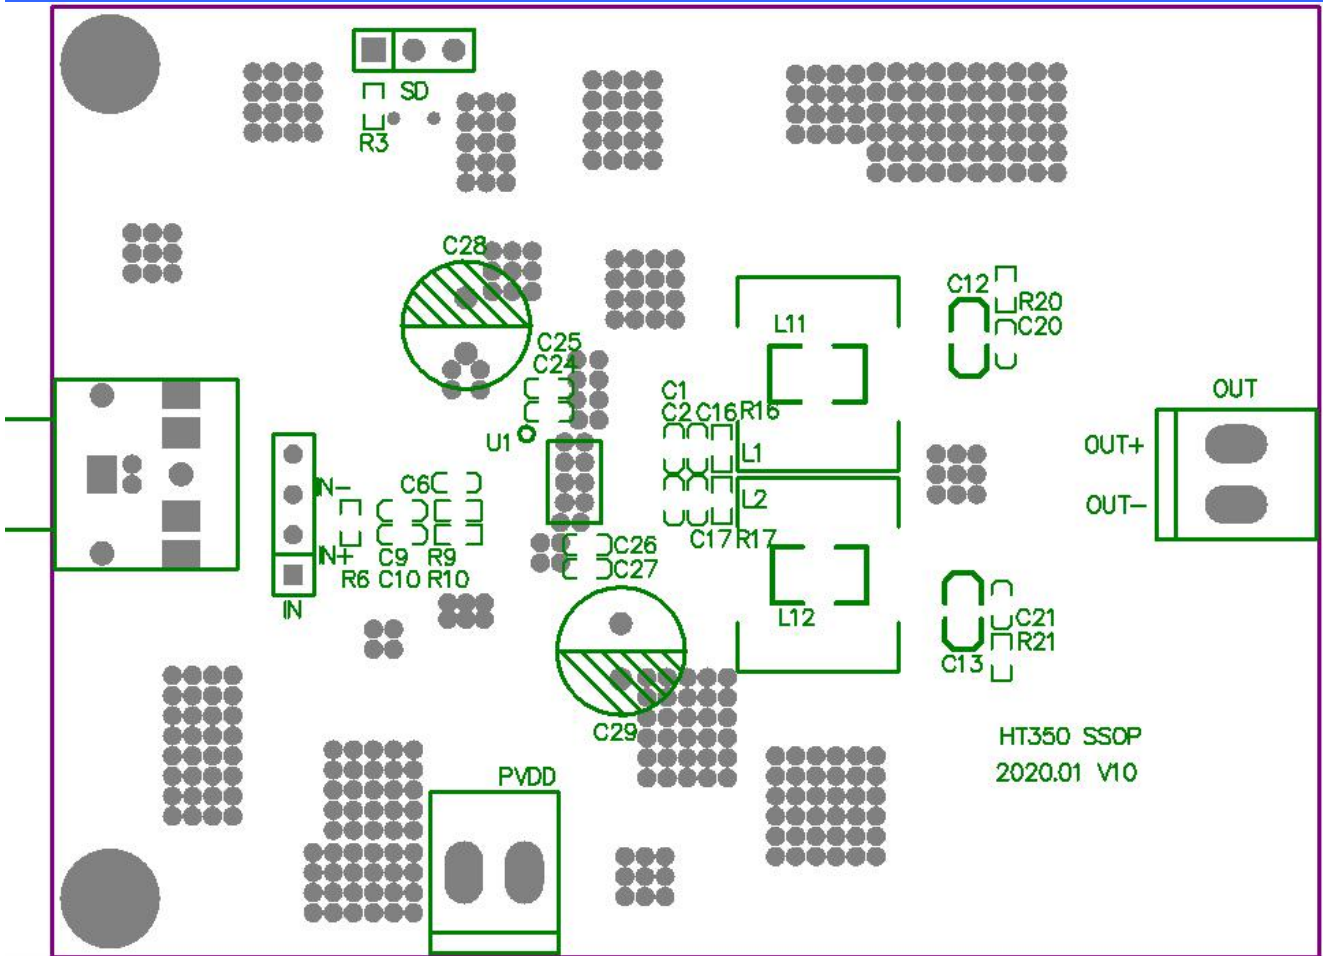 SD
R3
C28
C12
R20
C20
L11
C25
C24
C1
C2 C16 R16
OUT
OUT+
OUT-
U1
L1
L2
IN-
C6
C17 R17
IN+
C9 R9
R6 C10 R10
IN
C26
C27
L12
C21
R21
C13
C29
HT350 SSOP
2020.01 V10
PVDD